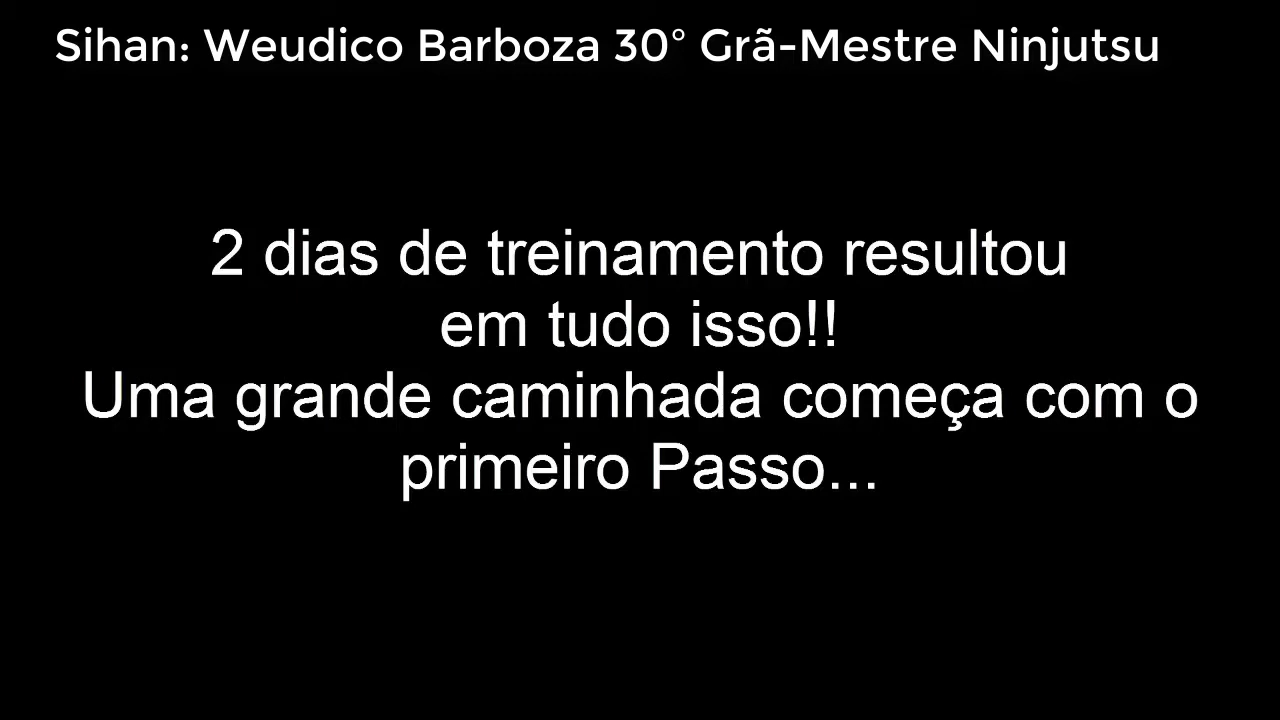 Sihan: Weudico Barboza 30° Grã-Mestre Ninjutsu
2 dias de treinamento resultou
em tudo isso!!
Uma grande caminhada começa com o
primeiro Passo...